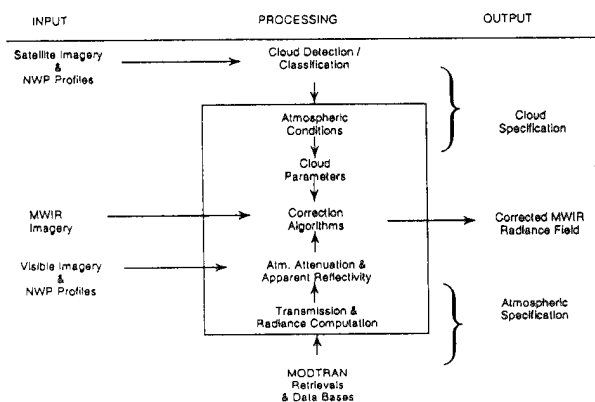 INPUT
PROCESSING
OUTPUT
Satellite Imagery
&
NWP Profiles
Cloud Detection /
Classification
Atmospheric
Conditions
Cloud
Specification
Cloud
Parameters
MWIR
Imagery
Correction
Algorithms
Corrected MWIR
Radiance Field
Visible Imagery
&
NWP Profiles
Atm. Attenuation &
Apparent Reflectivity
Transmission &
Radiance Computation
Atmospheric
Specification
MODTRAN
Retrievals
& Data Bases